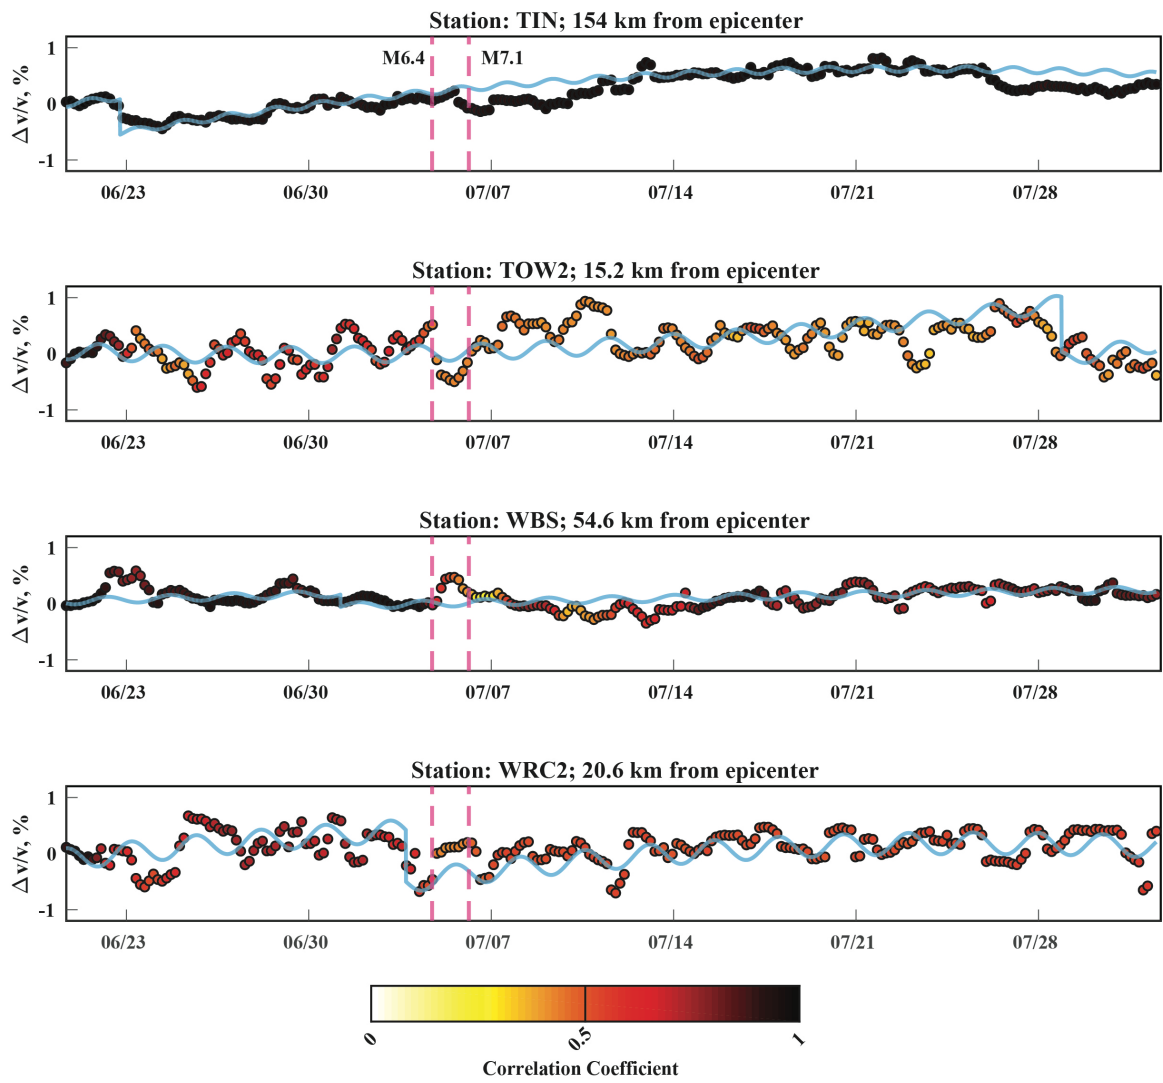 Station: TIN; 154 km from epicenter
M6.4
M7.1
Δv/v, %
1
0
-1
06/23 06/30 07/07 07/14 07/21 07/28
Station: TOW2; 15.2 km from epicenter
Δv/v, %
1
0
-1
06/23 06/30 07/07 07/14 07/21 07/28
Station: WBS; 54.6 km from epicenter
Δv/v, %
1
0
-1
06/23 06/30 07/07 07/14 07/21 07/28
Station: WRC2; 20.6 km from epicenter
Δv/v, %
1
0
-1
06/23 06/30 07/07 07/14 07/21 07/28
0 0.5 1
Correlation Coefficient